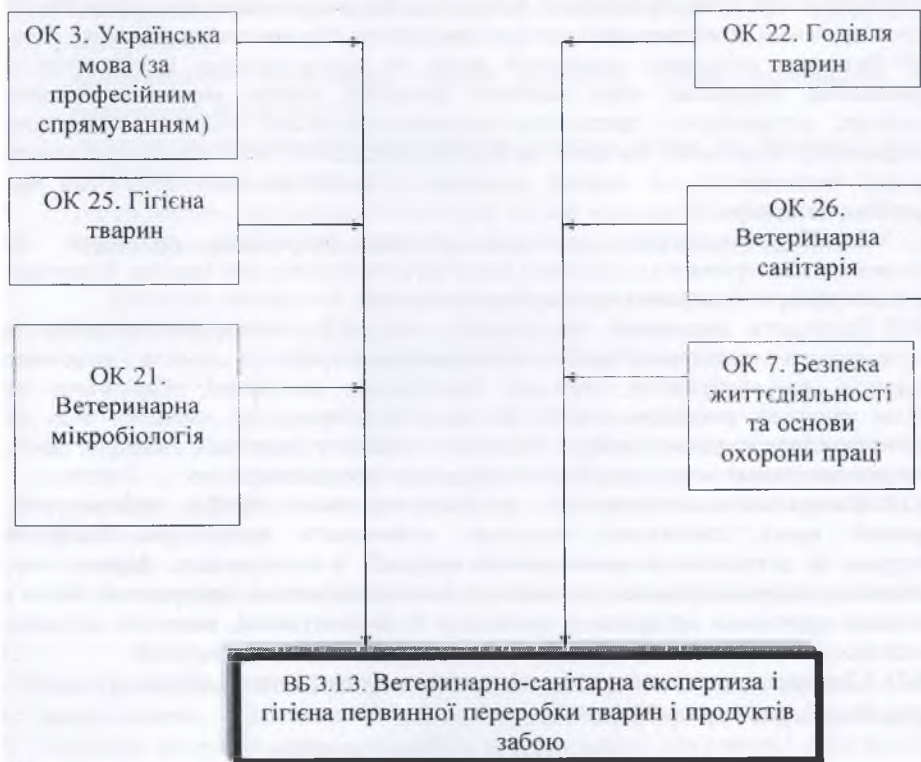 ОК 3. Українська
мова (за
професійним
спрямуванням)
ОК 22. Годівля
тварин
ОК 25. Гігієна
тварин
ОК 26.
Ветеринарна
санітарія
ОК 21.
Ветеринарна
мікробіологія
ОК 7. Безпека
життєдіяльності
та основи
охорони праці
ВБ 3.1.3. Ветеринарно-санітарна експертиза і
гігієна первинної переробки тварин і продуктів
забою